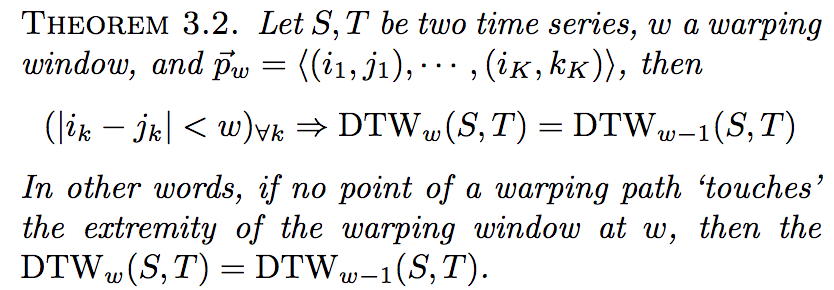 THEOREM 3.2. Let S, T be two time series, w a warping
window, and p⃗_w = ⟨(i_1, j_1), ⋯ , (i_K, k_K)⟩, then
(|i_k − j_k| < w)_∀k ⇒ DTW_w(S, T) = DTW_{w−1}(S, T)
In other words, if no point of a warping path ‘touches’
the extremity of the warping window at w, then the
DTW_w(S, T) = DTW_{w−1}(S, T).